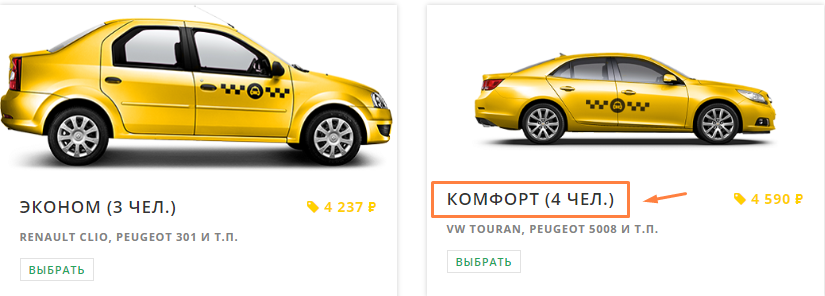 ЭКОНОМ (3 ЧЕЛ.)
4 237 ₽
RENAULT CLIO, PEUGEOT 301 И Т.П.
ВЫБРАТЬ
КОМФОРТ (4 ЧЕЛ.)
4 590 ₽
VW TOURAN, PEUGEOT 5008 И Т.П.
ВЫБРАТЬ